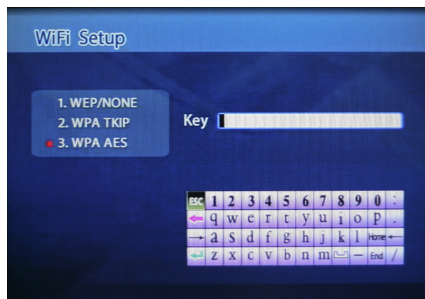 WiFi Setup
1. WEP/NONE
2. WPA TKIP
3. WPA AES
Key
ESC 1 2 3 4 5 6 7 8 9 0 :
q w e r t y u i o p .
a s d f g h j k l Home
z x c v b n m — End /